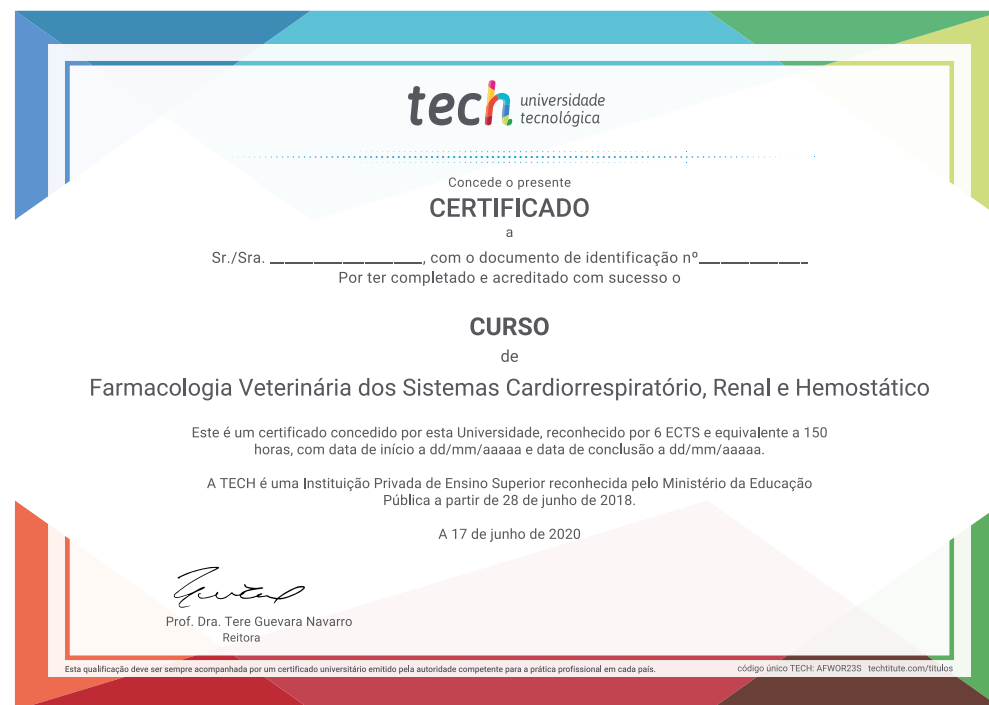 tech universidade
tecnológica
Concede o presente
CERTIFICADO
a
Sr./Sra. ___________________, com o documento de identificação nº______________
Por ter completado e acreditado com sucesso o
CURSO
de
Farmacologia Veterinária dos Sistemas Cardiorrespiratório, Renal e Hemostático
Este é um certificado concedido por esta Universidade, reconhecido por 6 ECTS e equivalente a 150
horas, com data de início a dd/mm/aaaaa e data de conclusão a dd/mm/aaaaa.
A TECH é uma Instituição Privada de Ensino Superior reconhecida pelo Ministério da Educação
Pública a partir de 28 de junho de 2018.
A 17 de junho de 2020
Prof. Dra. Tere Guevara Navarro
Reitora
Esta qualificação deve ser sempre acompanhada por um certificado universitário emitido pela autoridade competente para a prática profissional em cada país.
código único TECH: AFWOR23S techtitute.com/titulos